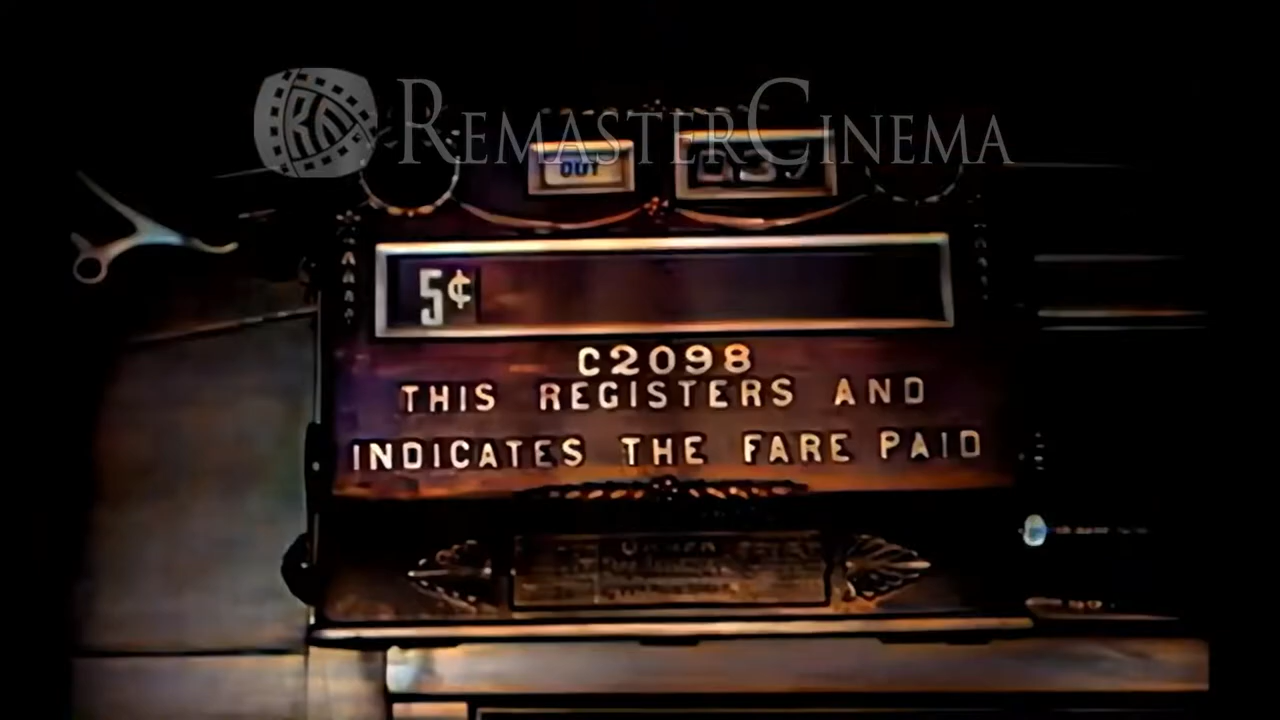 REMASTERCINEMA
OUT
5¢
C2098
THIS REGISTERS AND
INDICATES THE FARE PAID